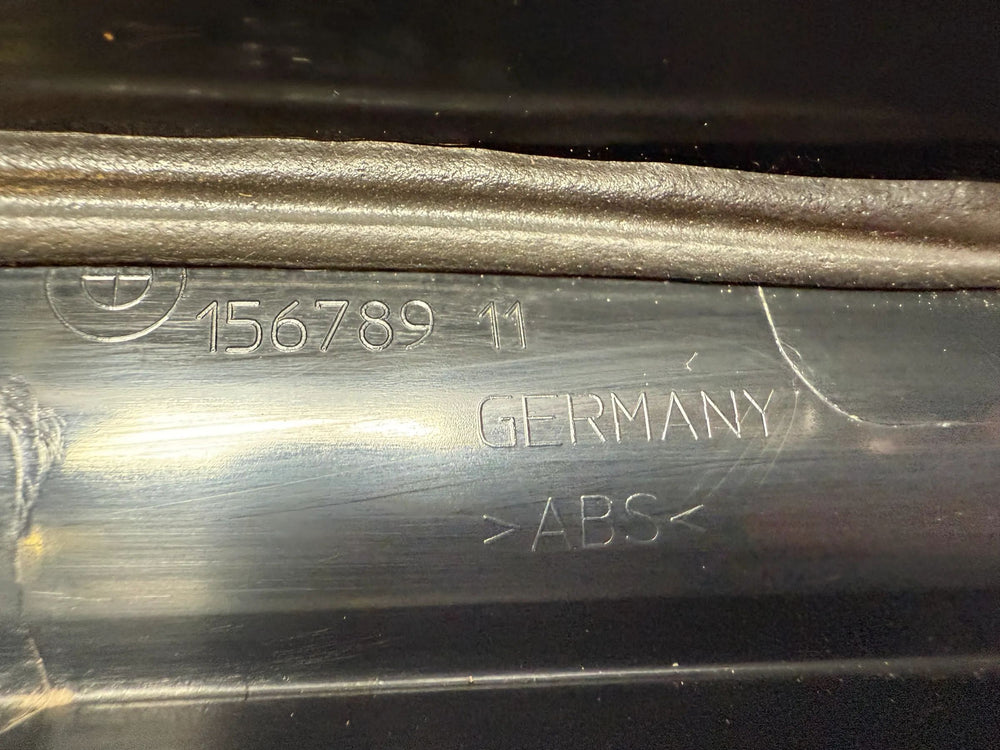 156789 11
GERMANY
>ABS<